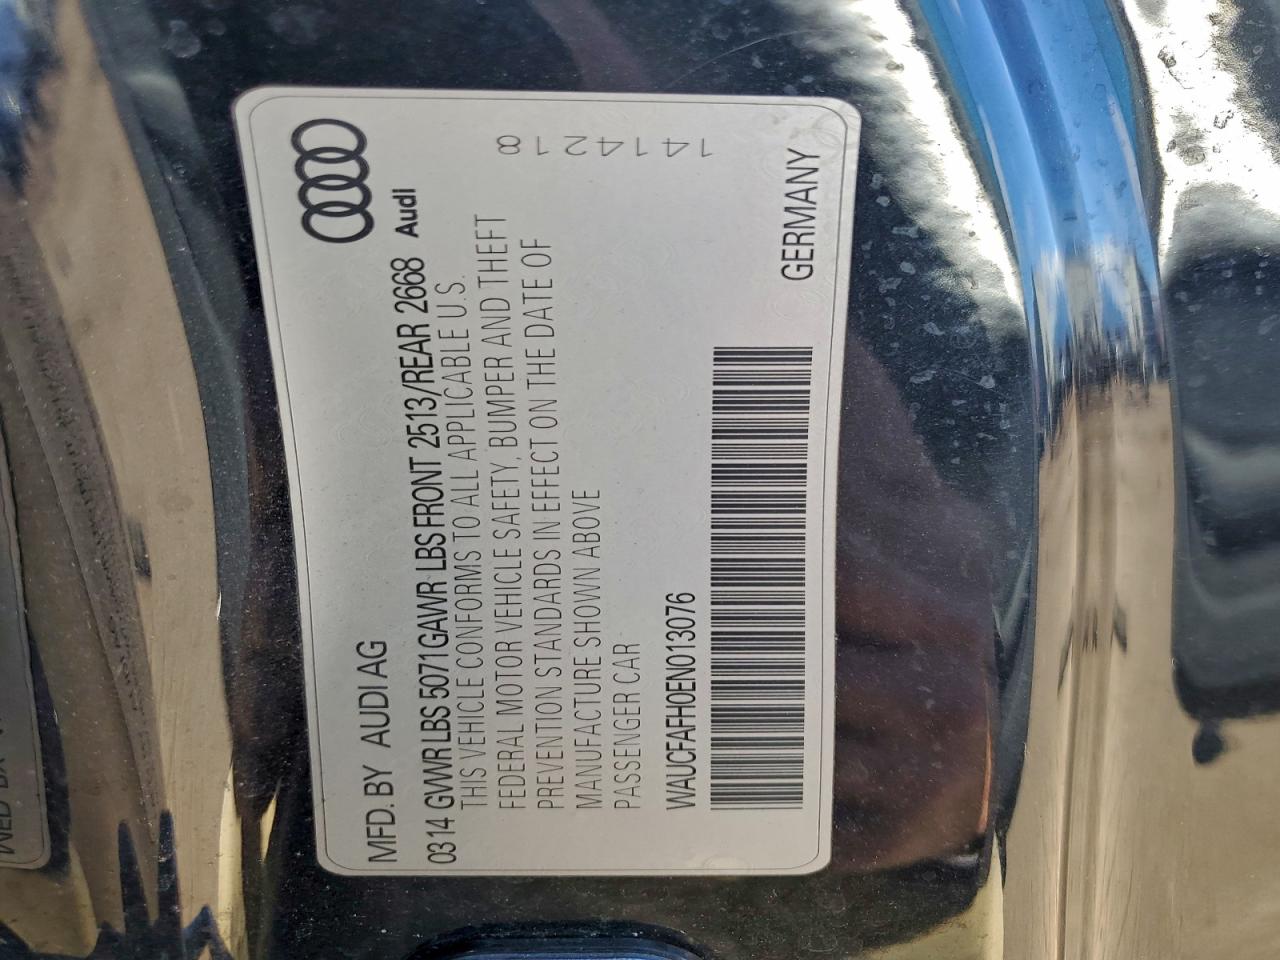 MFD. BY AUDI AG
0314 GWVR LBS 5071 GAWR LBS FRONT 2513/REAR 2668
Audi
THIS VEHICLE CONFORMS TO ALL APPLICABLE U.S.
FEDERAL MOTOR VEHICLE SAFETY, BUMPER AND THEFT
PREVENTION STANDARDS IN EFFECT ON THE DATE OF
MANUFACTURE SHOWN ABOVE
PASSENGER CAR
WAUCFAFH0EN013076
GERMANY
1414218